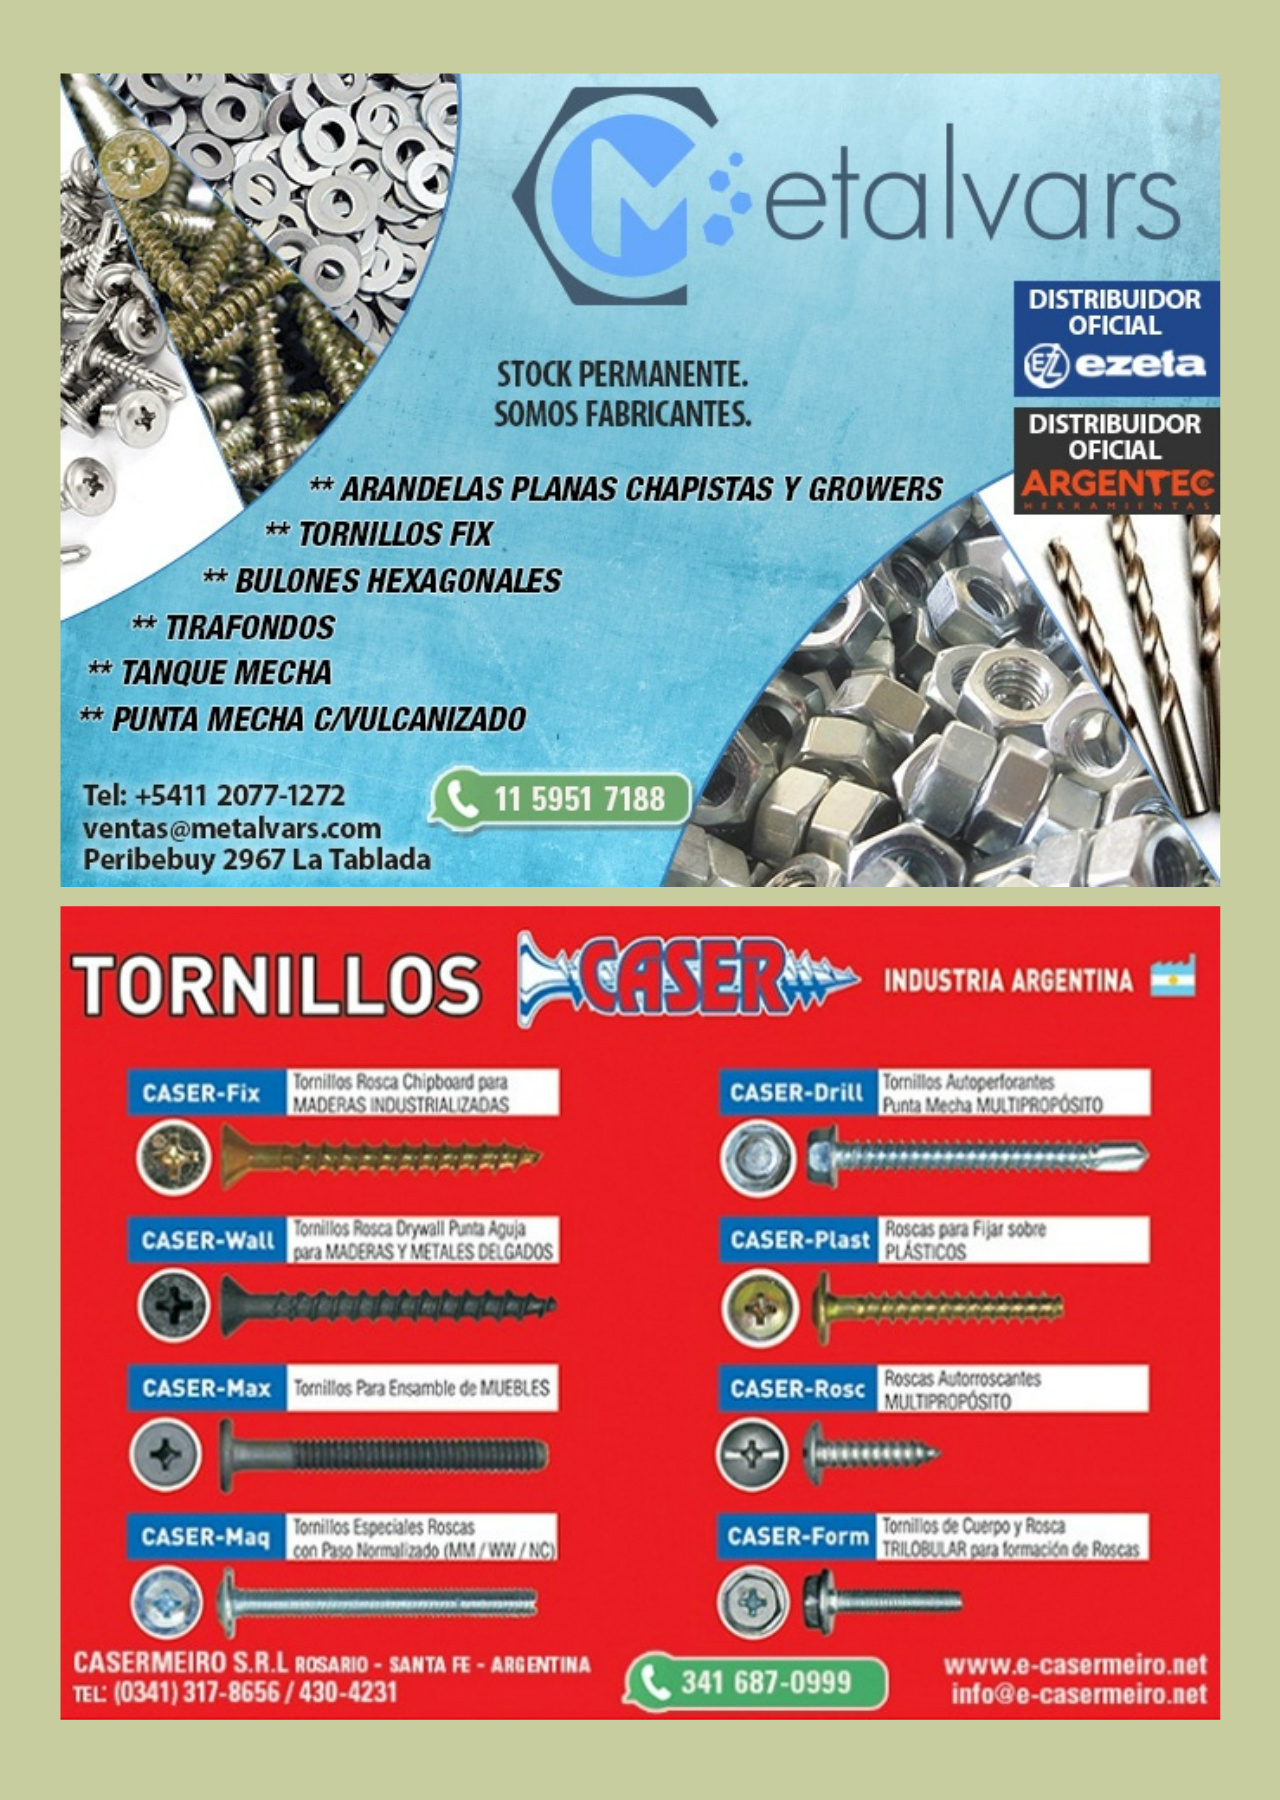 Metalvars
DISTRIBUIDOR
OFICIAL
EZ ezeta
DISTRIBUIDOR
OFICIAL
ARGENTEC
HERRAMIENTAS
STOCK PERMANENTE.
SOMOS FABRICANTES.
** ARANDELAS PLANAS CHAPISTAS Y GROWERS
** TORNILLOS FIX
** BULONES HEXAGONALES
** TIRAFONDOS
** TANQUE MECHA
** PUNTA MECHA C/VULCANIZADO
Tel: +5411 2077-1272
ventas@metalvars.com
Peribebuy 2967 La Tablada
11 5951 7188
TORNILLOS CASER INDUSTRIA ARGENTINA
CASER-Fix
Tornillos Rosca Chipboard para
MADERAS INDUSTRIALIZADAS
CASER-Drill
Tornillos Autoperforantes
Punta Mecha MULTIPROPÓSITO
CASER-Wall
Tornillos Rosca Drywall Punta Aguja
para MADERAS Y METALES DELGADOS
CASER-Plast
Roscas para Fijar sobre
PLÁSTICOS
CASER-Max
Tornillos Para Ensamble de MUEBLES
CASER-Rosc
Roscas Autorroscantes
MULTIPROPÓSITO
CASER-Maq
Tornillos Especiales Roscas
con Paso Normalizado (MM / WW / NC)
CASER-Form
Tornillos de Cuerpo y Rosca
TRILOBULAR para formación de Roscas
CASERMEIRO S.R.L ROSARIO - SANTA FE - ARGENTINA
TEL: (0341) 317-8656 / 430-4231
341 687-0999
www.e-casermeiro.net
info@e-casermeiro.net